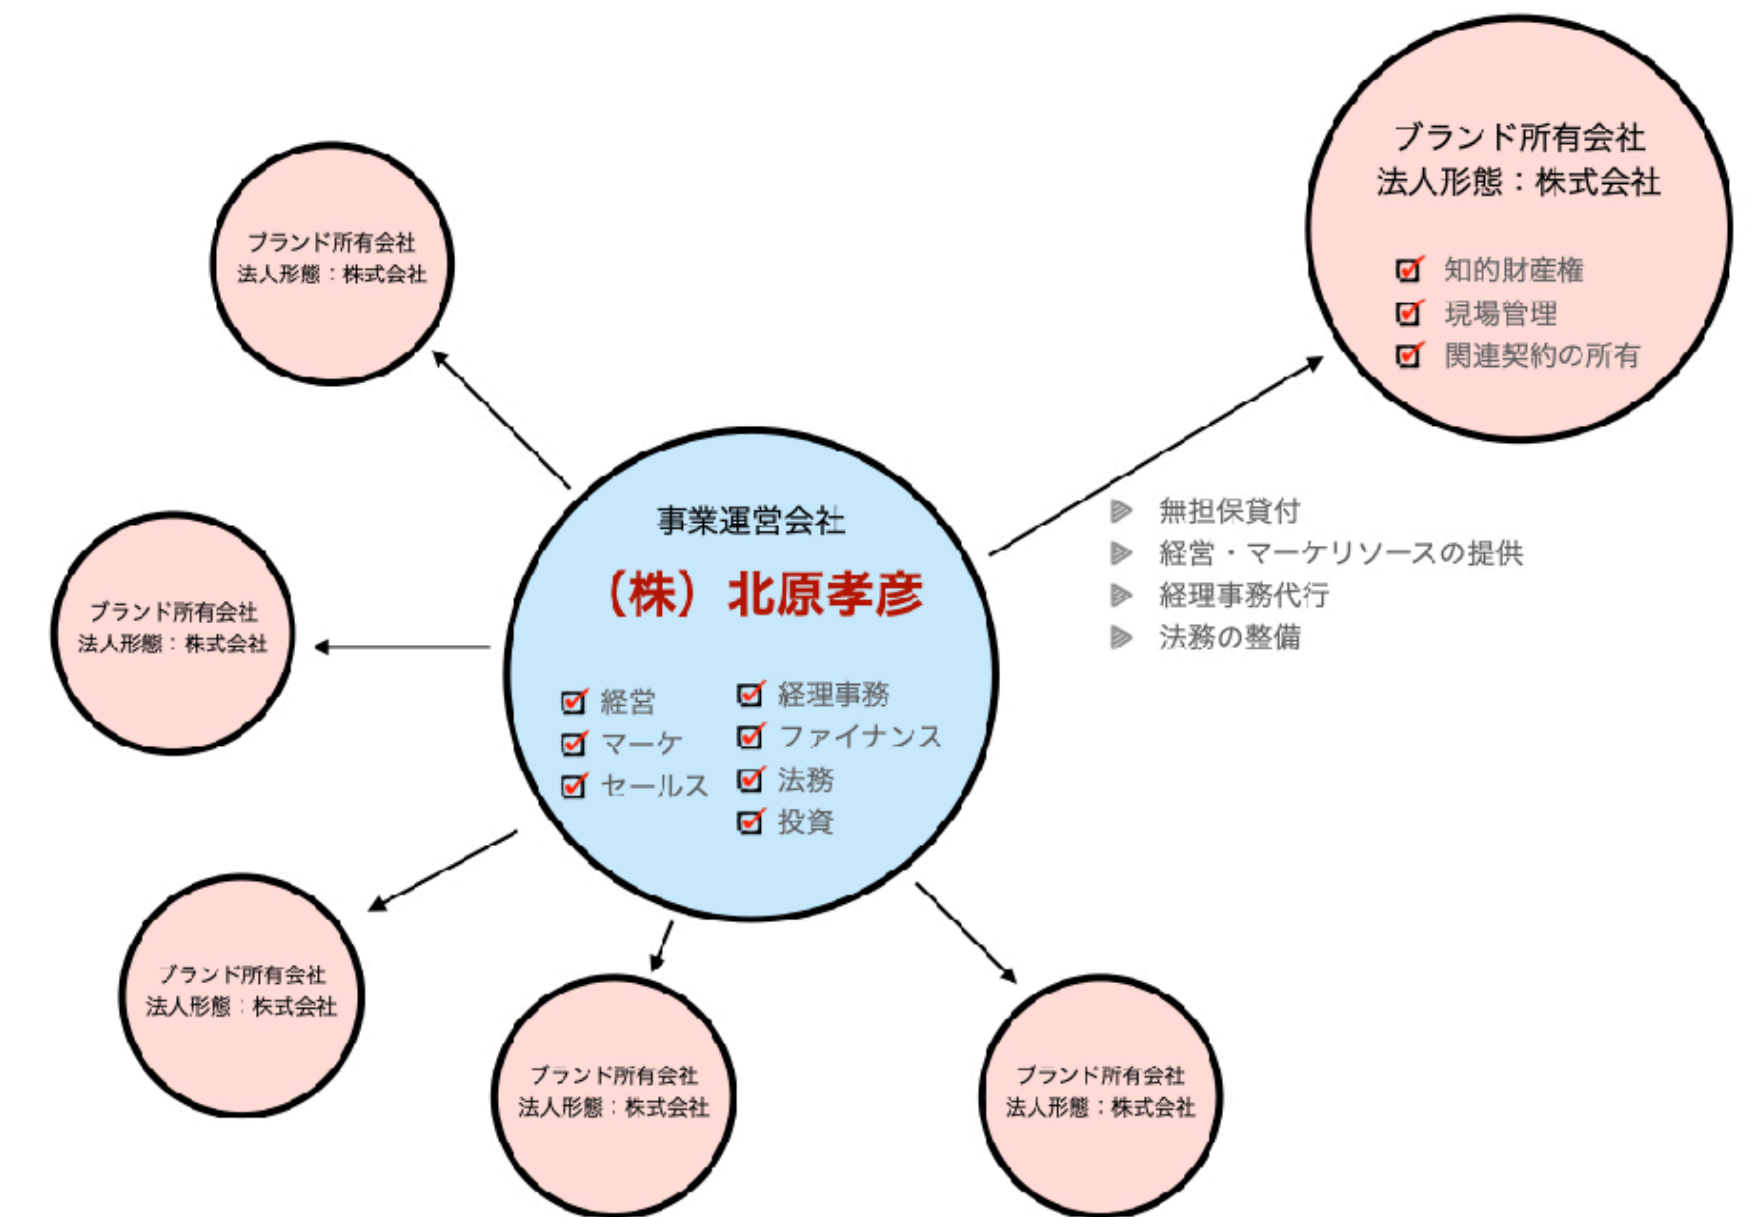 ブランド所有会社
法人形態：株式会社
知的財産権
現場管理
関連契約の所有
ブランド所有会社
法人形態：株式会社
無担保貸付
経営・マーケリソースの提供
経理事務代行
法務の整備
事業運営会社
（株）北原孝彦
経営
マーケ
セールス
経理事務
ファイナンス
法務
投資
ブランド所有会社
法人形態：株式会社
ブランド所有会社
法人形態：株式会社
ブランド所有会社
法人形態：株式会社
ブランド所有会社
法人形態：株式会社